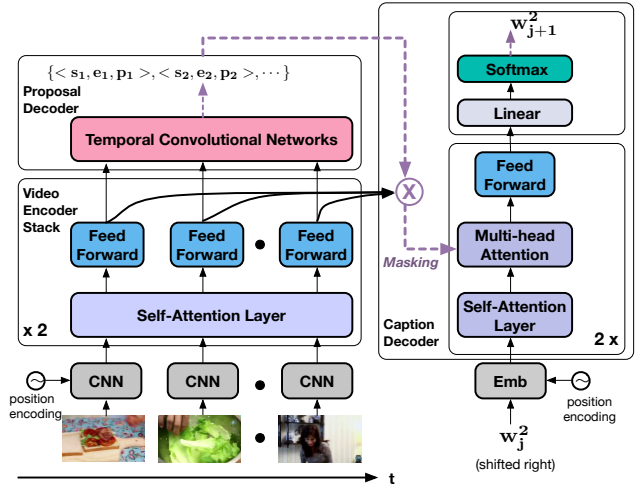 {< s₁, e₁, p₁ >, < s₂, e₂, p₂ >, ⋯}
Proposal
Decoder
Temporal Convolutional Networks
Video
Encoder
Stack
Feed
Forward
Feed
Forward
Feed
Forward
Self-Attention Layer
x 2
CNN
CNN
CNN
position
encoding
t
X
Masking
w²ⱼ₊₁
Softmax
Linear
Feed
Forward
Multi-head
Attention
Self-Attention
Layer
Caption
Decoder
2 x
Emb
position
encoding
w²ⱼ
(shifted right)